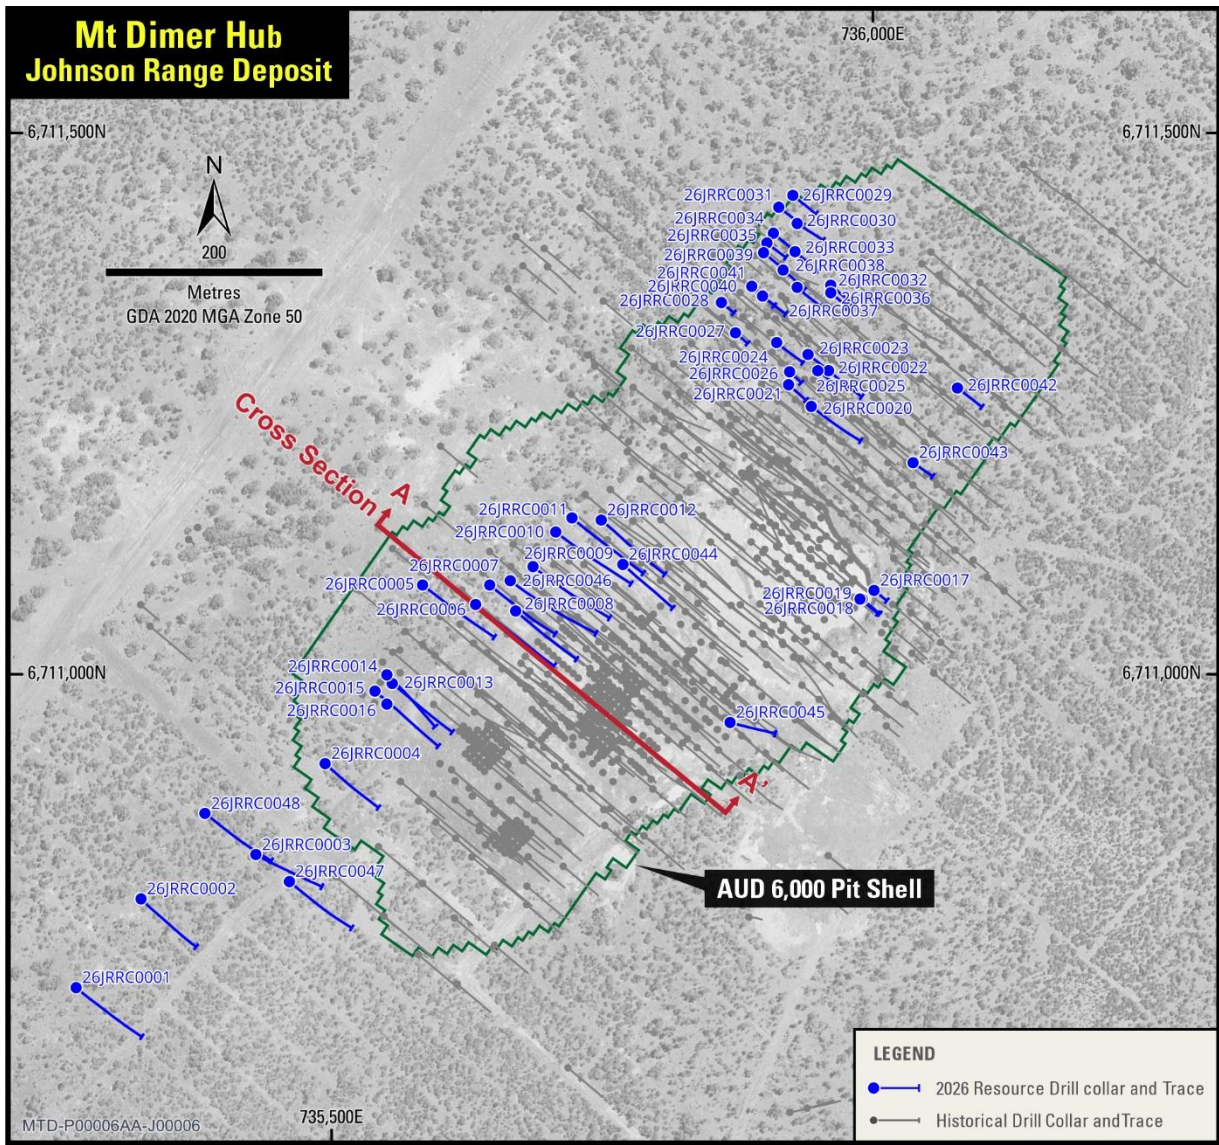 Mt Dimer Hub
Johnson Range Deposit
736,000E
6,711,500N
6,711,500N
N
200
Metres
GDA 2020 MGA Zone 50
26JRRC0031
26JRRC0029
26JRRC0034
26JRRC0030
26JRRC0035
26JRRC0039
26JRRC0033
26JRRC0038
26JRRC0041
26JRRC0032
26JRRC0040
26JRRC0036
26JRRC0028
26JRRC0037
26JRRC0027
26JRRC0023
26JRRC0024
26JRRC0022
26JRRC0026
26JRRC0025
26JRRC0021
26JRRC0042
26JRRC0020
26JRRC0043
Cross Section
A
26JRRC0011
26JRRC0012
26JRRC0010
26JRRC0009
26JRRC0044
26JRRC0007
26JRRC0005
26JRRC0046
26JRRC0006
26JRRC0008
26JRRC0017
26JRRC0019
26JRRC0018
6,711,000N
6,711,000N
26JRRC0014
26JRRC0013
26JRRC0015
26JRRC0016
26JRRC0045
26JRRC0004
A'
26JRRC0048
26JRRC0003
26JRRC0047
26JRRC0002
AUD 6,000 Pit Shell
26JRRC0001
LEGEND
2026 Resource Drill collar and Trace
Historical Drill Collar and Trace
735,500E
MTD-P00006AA-J00006